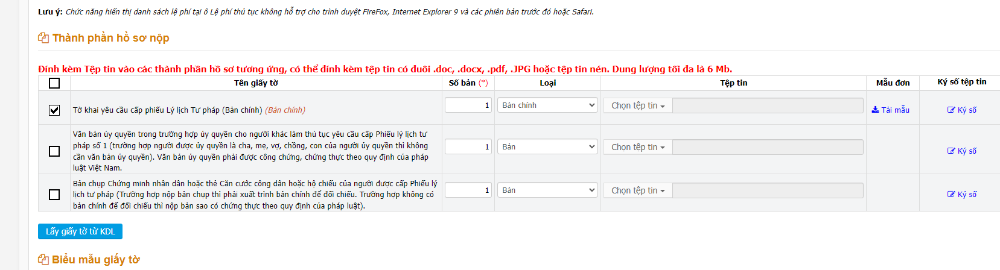 Lưu ý: Chức năng hiển thị danh sách lệ phí tại ô Lệ phí thủ tục không hỗ trợ cho trình duyệt FireFox, Internet Explorer 9 và các phiên bản trước đó hoặc Safari.
Thành phần hồ sơ nộp
Đính kèm Tệp tin vào các thành phần hồ sơ tương ứng, có thể đính kèm tệp tin có đuôi .doc, .docx, .pdf, .JPG hoặc tệp tin nén. Dung lượng tối đa là 6 Mb.
Tên giấy tờ Số bản (*) Loại Tệp tin Mẫu đơn Ký số tệp tin
Tờ khai yêu cầu cấp phiếu Lý lịch Tư pháp (Bản chính) (Bản chính) 1 Bản chính Chọn tệp tin Tải mẫu Ký số
Văn bản ủy quyền trong trường hợp ủy quyền cho người khác làm thủ tục yêu cầu cấp Phiếu lý lịch tư
pháp số 1 (trường hợp người được ủy quyền là cha, mẹ, vợ, chồng, con của người ủy quyền thì không
cần văn bản ủy quyền). Văn bản ủy quyền phải được công chứng, chứng thực theo quy định của pháp
luật Việt Nam.
1 Bản Chọn tệp tin Ký số
Bản chụp Chứng minh nhân dân hoặc thẻ Căn cước công dân hoặc hộ chiếu của người được cấp Phiếu lý
lịch tư pháp (Trường hợp nộp bản chụp thì phải xuất trình bản chính để đối chiếu. Trường hợp không có
bản chính để đối chiếu thì nộp bản sao có chứng thực theo quy định của pháp luật).
1 Bản Chọn tệp tin Ký số
Lấy giấy tờ từ KDL
Biểu mẫu giấy tờ